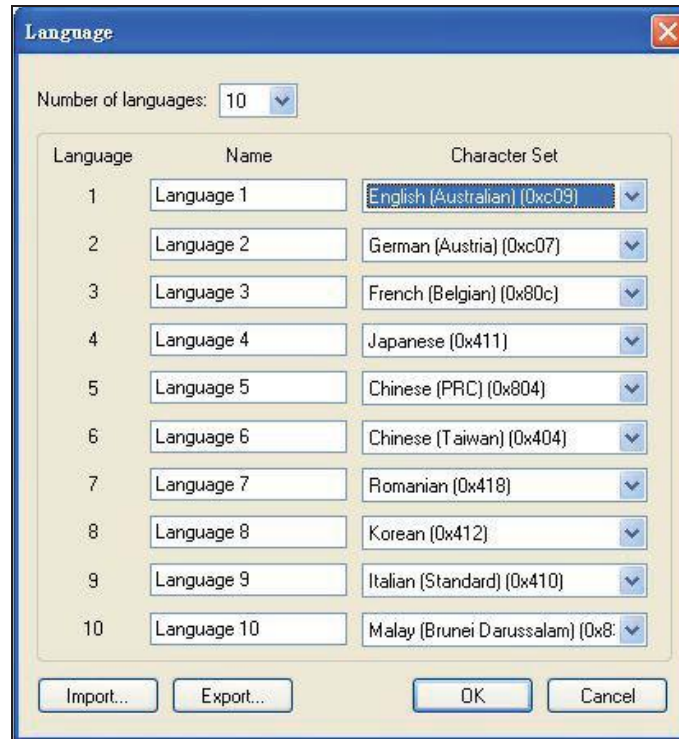 Language
Number of languages: 10
Language Name Character Set
1 Language 1 English (Australian) (0xc09)
2 Language 2 German (Austria) (0xc07)
3 Language 3 French (Belgian) (0x80c)
4 Language 4 Japanese (0x411)
5 Language 5 Chinese (PRC) (0x804)
6 Language 6 Chinese (Taiwan) (0x404)
7 Language 7 Romanian (0x418)
8 Language 8 Korean (0x412)
9 Language 9 Italian (Standard) (0x410)
10 Language 10 Malay (Brunei Darussalam) (0x8
Import... Export... OK Cancel